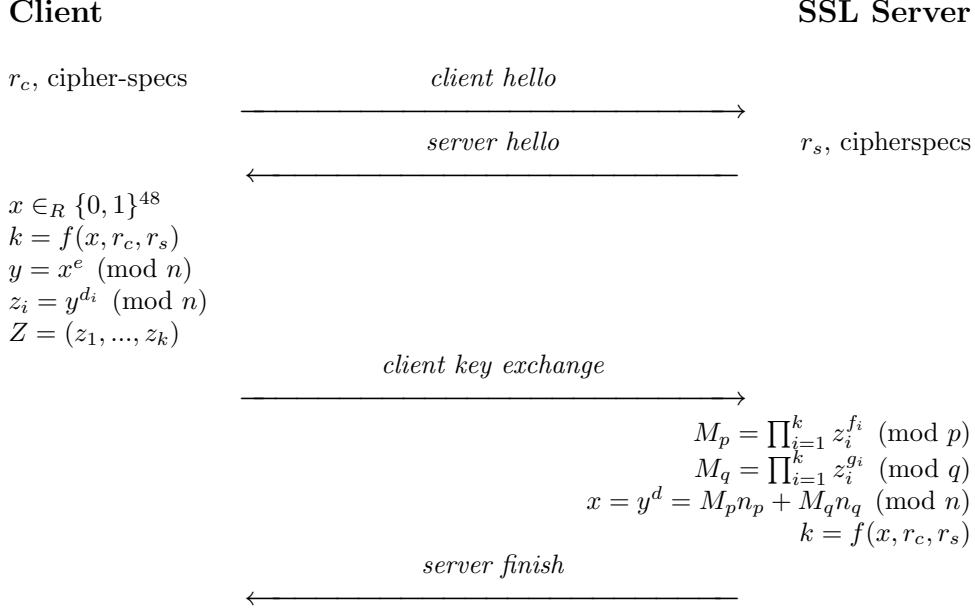 Client SSL Server
r_c, cipher-specs client hello
server hello r_s, cipherspecs
x ∈_R {0, 1}^48
k = f(x, r_c, r_s)
y = x^e (mod n)
z_i = y^{d_i} (mod n)
Z = (z_1, ..., z_k)
client key exchange
M_p = ∏_{i=1}^k z_i^{f_i} (mod p)
M_q = ∏_{i=1}^k z_i^{g_i} (mod q)
x = y^d = M_p n_p + M_q n_q (mod n)
k = f(x, r_c, r_s)
server finish